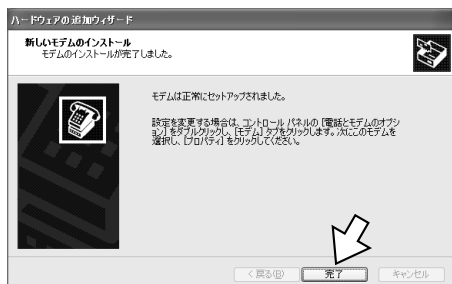 ハードウェアの追加ウィザード
新しいモデムのインストール
モデムのインストールが完了しました。
モデムは正常にセットアップされました。
設定を変更する場合は、コントロール パネルの [電話とモデムのオプシ
ョン] をダブルクリックし、[モデム] タブをクリックします。次にこのモデムを
選択し、[プロパティ] をクリックしてください。
< 戻る(B)
完了
キャンセル